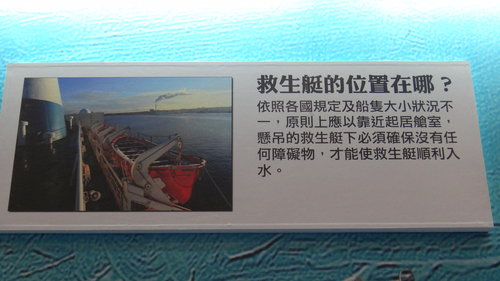 救生艇的位置在哪？
依照各國規定及船隻大小狀況不
一，原則上應以靠近起居艙室，
懸吊的救生艇下必須確保沒有任
何障礙物，才能使救生艇順利入
水。